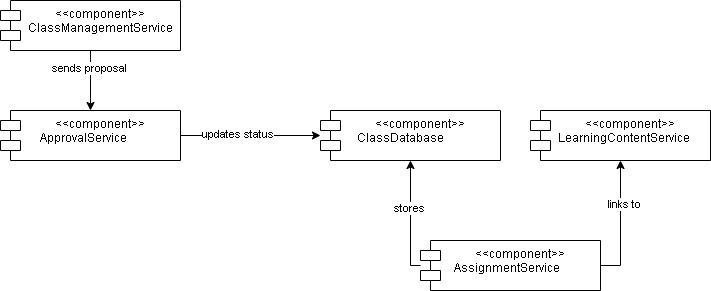 <<component>>
ClassManagementService
sends proposal
<<component>>
ApprovalService
updates status
<<component>>
ClassDatabase
<<component>>
LearningContentService
stores
links to
<<component>>
AssignmentService